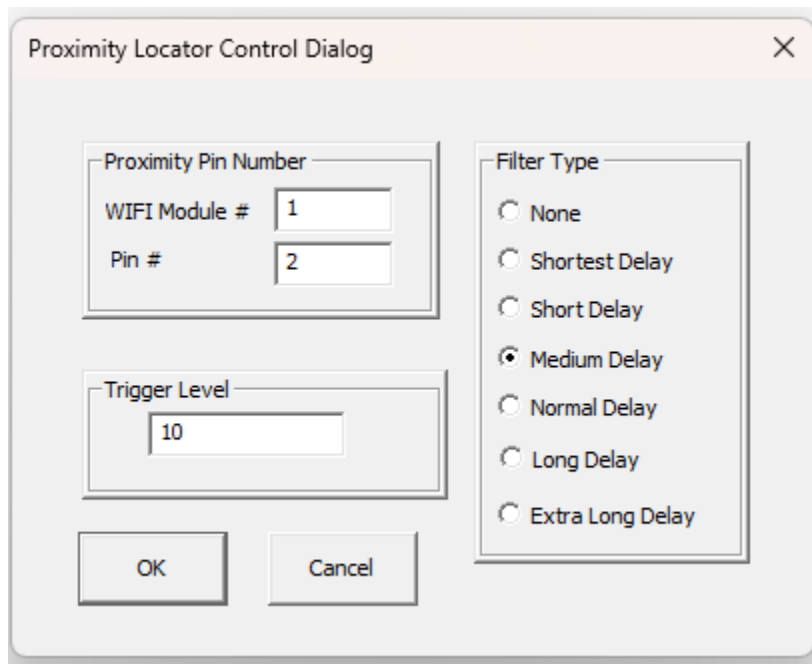 Proximity Locator Control Dialog
Proximity Pin Number
WIFI Module # 1
Pin # 2
Trigger Level
10
Filter Type
None
Shortest Delay
Short Delay
Medium Delay
Normal Delay
Long Delay
Extra Long Delay
OK
Cancel